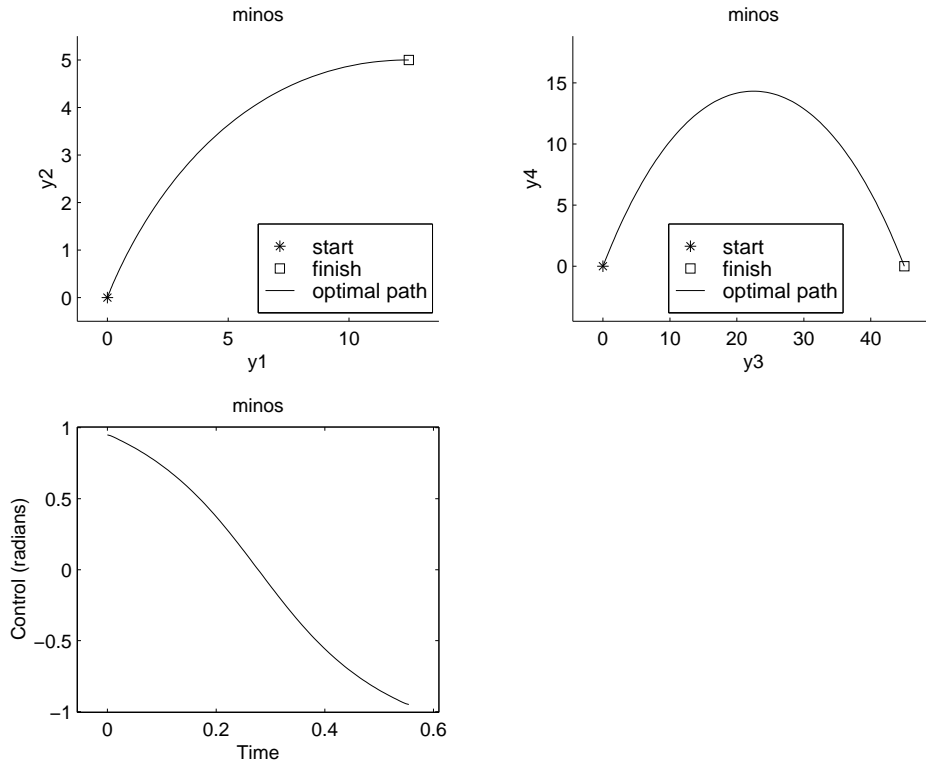 minos
5
4
3
2
1
0
y2
start
finish
optimal path
0 5 10
y1
minos
15
10
5
0
y4
start
finish
optimal path
0 10 20 30 40
y3
minos
1
0.5
0
−0.5
−1
Control (radians)
0 0.2 0.4 0.6
Time